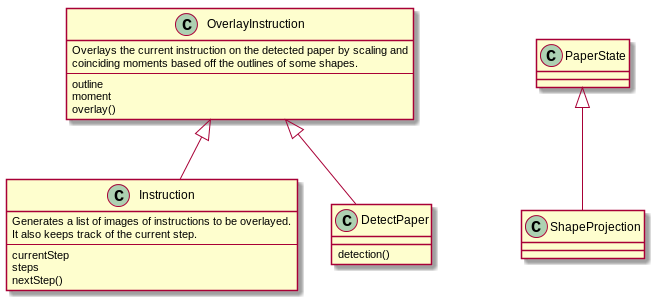 C OverlayInstruction
Overlays the current instruction on the detected paper by scaling and
coinciding moments based off the outlines of some shapes.
outline
moment
overlay()
C PaperState
C Instruction
Generates a list of images of instructions to be overlayed.
It also keeps track of the current step.
currentStep
steps
nextStep()
C DetectPaper
detection()
C ShapeProjection